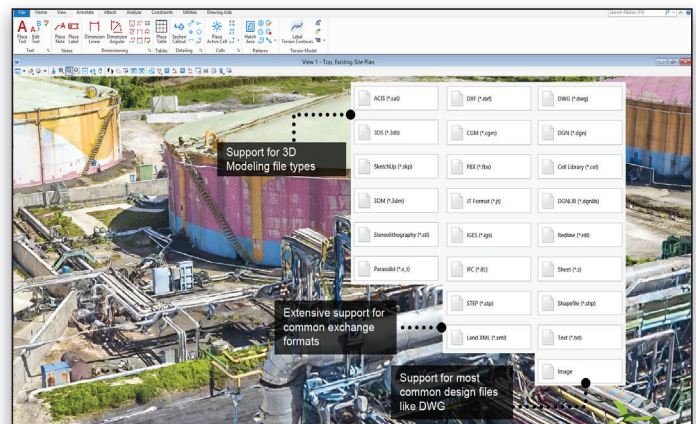 File Home View Annotate Attach Analyze Constraints Utilities Drawing Aids
Search Ribbon (F4)
Place Text
Edit Text
Place Note
Place Label
Dimension Linear
Dimension Angular
Place Table
Section Callout
Place Active Cell
Hatch Area
Label Terrain Contours
Text Notes Dimensioning Tables Detailing Cells Patterns Terrain Model
View 1 - Top, Existing Site Plan
ACIS (*.sat)
DXF (*.dxf)
DWG (*.dwg)
3DS (*.3ds)
CGM (*.cgm)
DGN (*.dgn)
Support for 3D
Modeling file types
SketchUp (*.skp)
FBX (*.fbx)
Cell Library (*.cel)
3DM (*.3dm)
JT Format (*.jt)
DGNLIB (*.dgnlib)
Stereolithography (*.stl)
IGES (*.igs)
Redline (*.rdl)
Parasolid (*.x_t)
IFC (*.ifc)
Sheet (*.s)
STEP (*.stp)
Shapefile (*.shp)
Extensive support for
common exchange
formats
Land XML (*.xml)
Text (*.txt)
Image
Support for most
common design files
like DWG